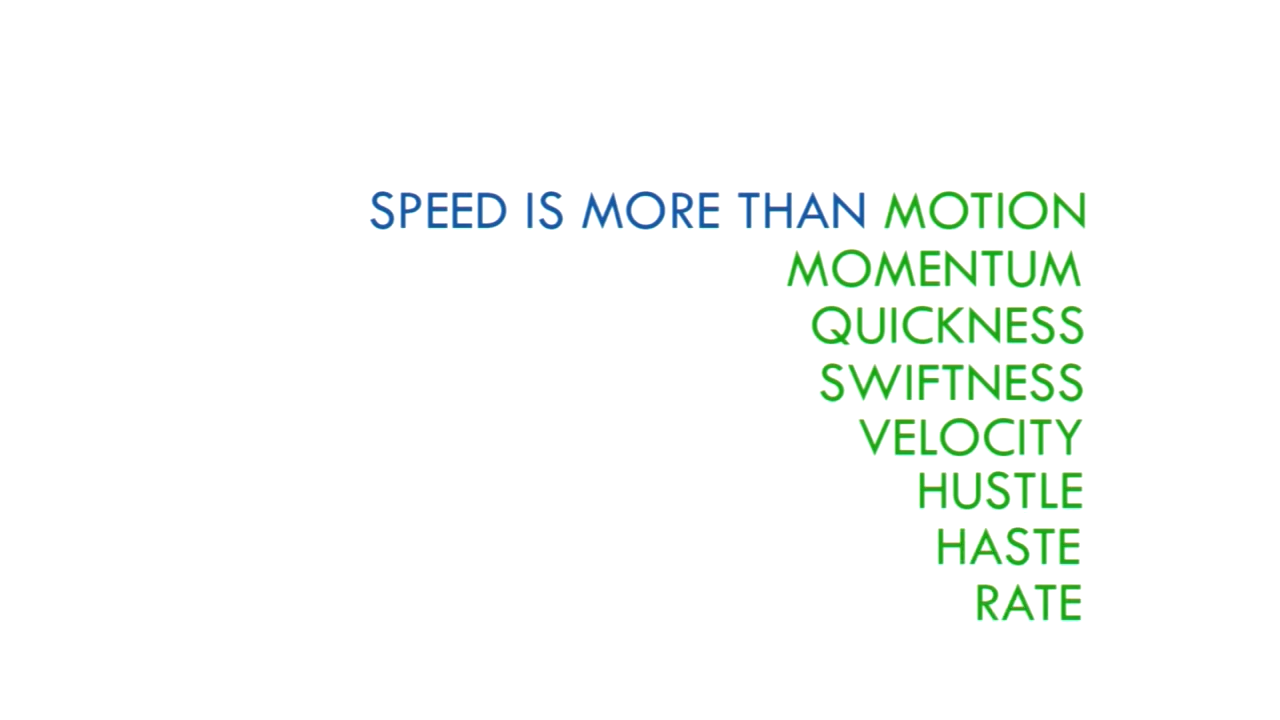 SPEED IS MORE THAN MOTION
MOMENTUM
QUICKNESS
SWIFTNESS
VELOCITY
HUSTLE
HASTE
RATE